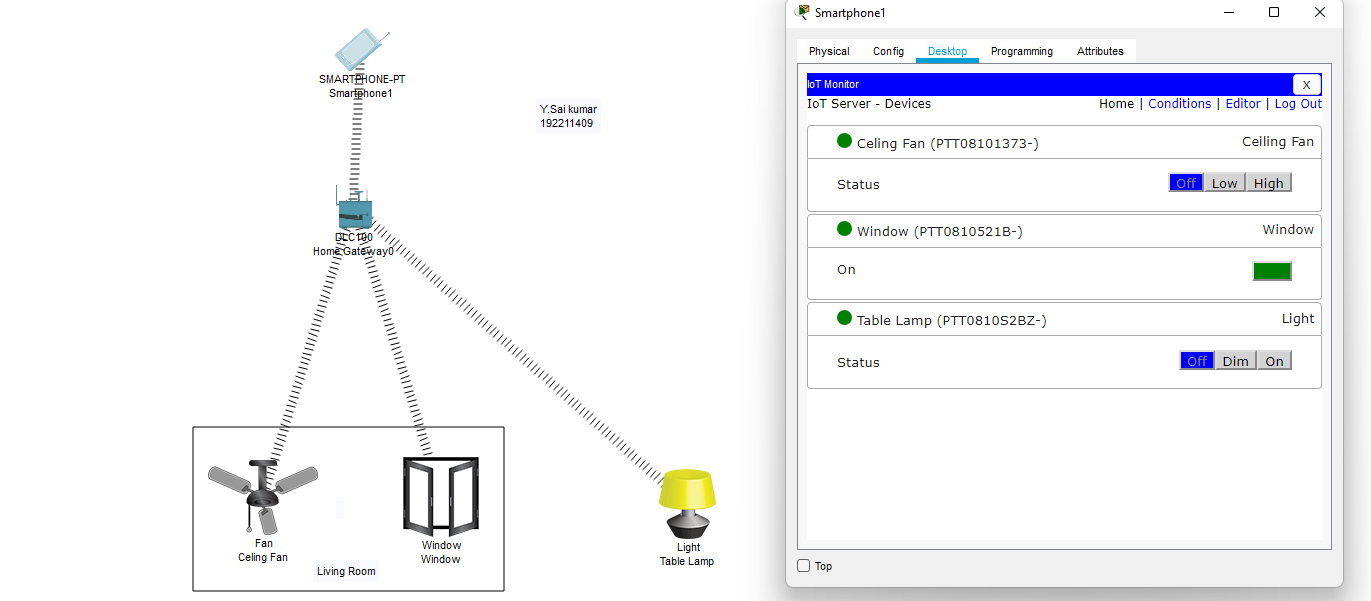 SMARTPHONE-PT
Smartphone1
Y.Sai kumar
192211409
DLC100
Home Gateway0
Fan
Celing Fan
Window
Window
Living Room
Light
Table Lamp
Smartphone1
Physical Config Desktop Programming Attributes
IoT Monitor X
IoT Server - Devices Home | Conditions | Editor | Log Out
Celing Fan (PTT08101373-) Ceiling Fan
Status Off Low High
Window (PTT0810521B-) Window
On
Table Lamp (PTT0810S2BZ-) Light
Status Off Dim On
Top